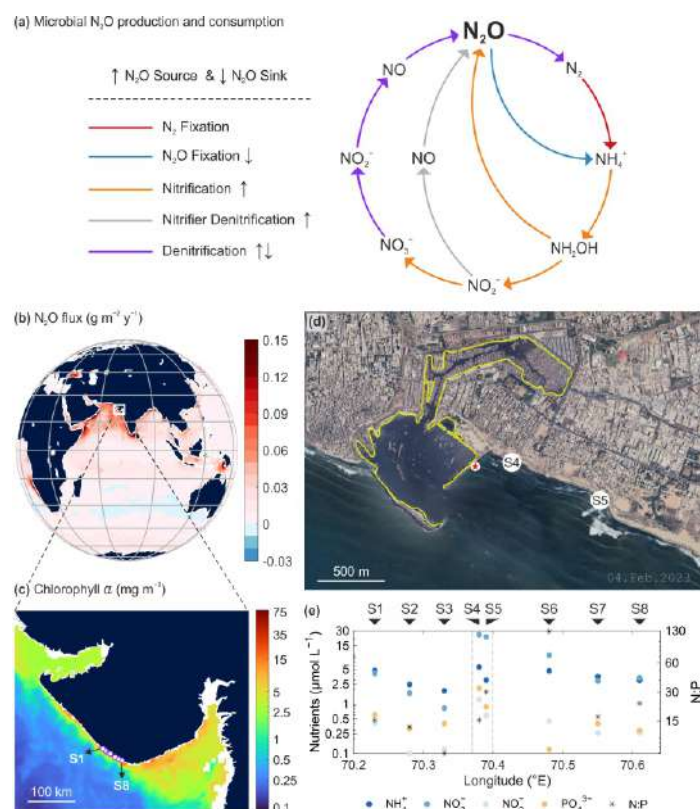 (a) Microbial N₂O production and consumption
↑ N₂O Source & ↓ N₂O Sink
N₂ Fixation
N₂O Fixation ↓
Nitrification ↑
Nitrifier Denitrification ↑
Denitrification ↑↓
N₂O
NO
N₂
NO₂⁻
NO
NH₄⁺
NO₃⁻
NH₂OH
NO₂⁻
(b) N₂O flux (g m⁻² y⁻¹)
0.15
0.12
0.09
0.06
0.03
0
-0.03
(c) Chlorophyll α (mg m⁻³)
75
25
5
2.5
1
0.5
0.25
0.1
S1
S8
100 km
(d)
S4
S5
500 m
04.Feb.2023
(e)
S1 S2 S3 S4 S5 S6 S7 S8
Nutrients (μmol L⁻¹)
30
10
5
2.5
1
0.5
0.25
0.1
130
60
30
15
N:P
70.2 70.3 70.4 70.5 70.6
Longitude (°E)
NH₄⁺ NO₃⁻ NO₂⁻ PO₄³⁻ N:P